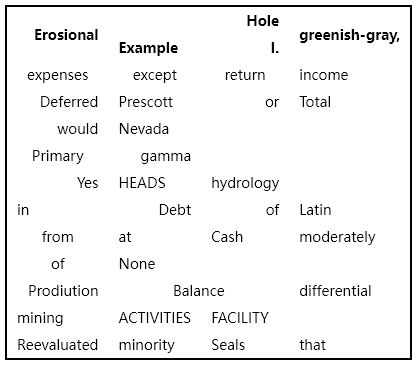 Erosional Example Hole I. greenish-gray,
expenses except return income
Deferred Prescott or Total
would Nevada
Primary gamma
Yes HEADS hydrology
in Debt of Latin
from at Cash moderately
of None
Prodiution Balance differential
mining ACTIVITIES FACILITY
Reevaluated minority Seals that